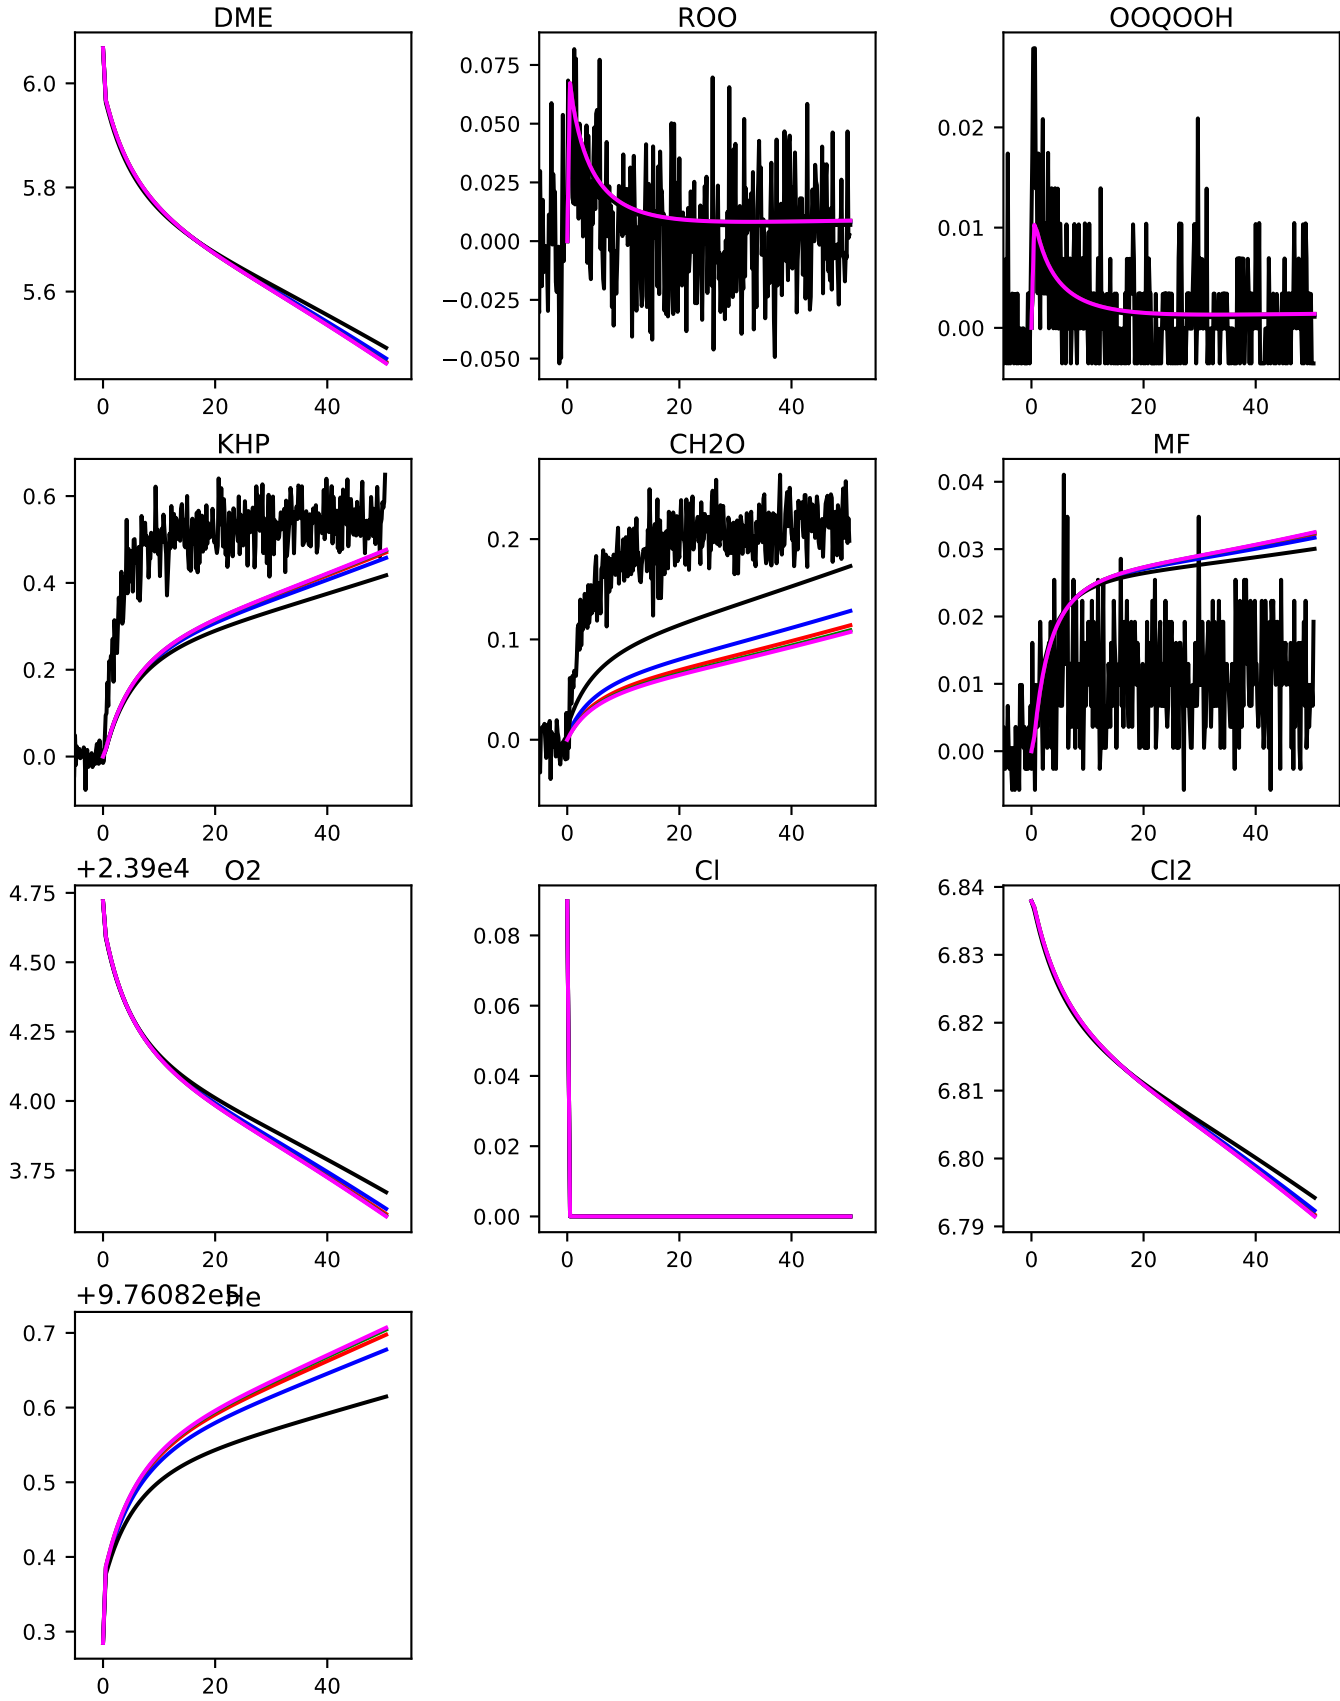 DME ROO OOQOOH
6.0 5.8 5.6
0.075 0.050 0.025 0.000 −0.025 −0.050
0.02 0.01 0.00
0 20 40 0 20 40 0 20 40
KHP CH2O MF
0.6 0.4 0.2 0.0
0.2 0.1 0.0
0.04 0.03 0.02 0.01 0.00
0 20 40 0 20 40 0 20 40
+2.39e4 O2 Cl Cl2
4.75 4.50 4.25 4.00 3.75
0.08 0.06 0.04 0.02 0.00
6.84 6.83 6.82 6.81 6.80 6.79
0 20 40 0 20 40 0 20 40
+9.76082e5 He
0.7 0.6 0.5 0.4 0.3
0 20 40